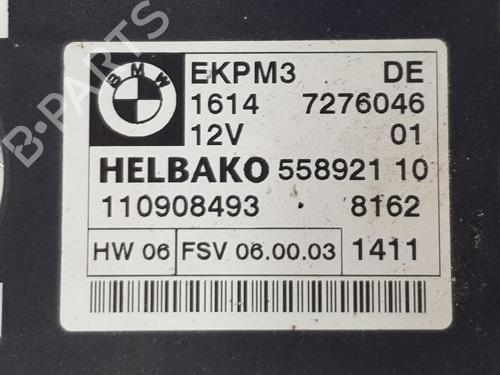 BMW
EKPM3 DE
1614 7276046
12V 01
HELBAKO 558921 10
110908493 . 8162
HW 06 FSV 06.00.03 1411
B-PARTS